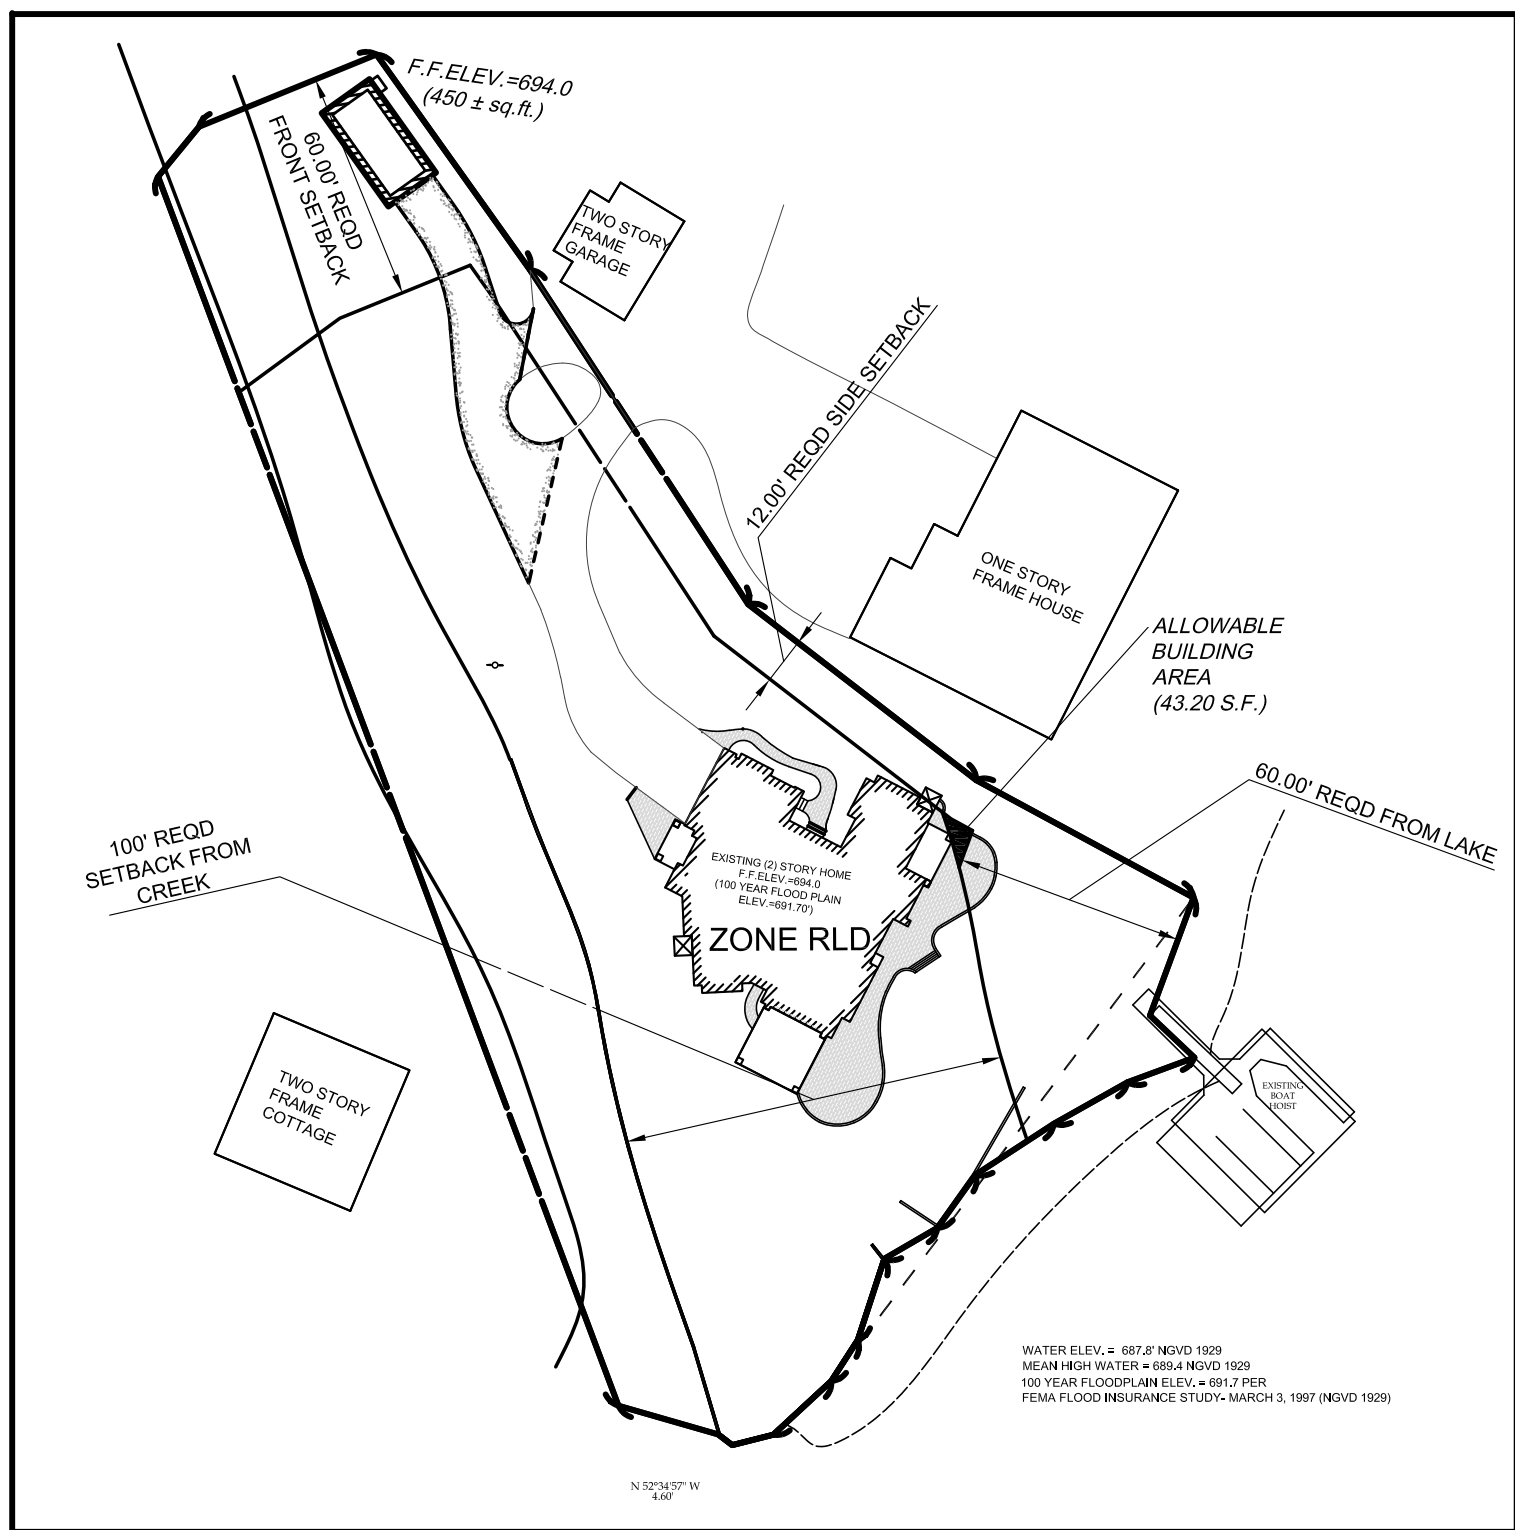 F.F.ELEV.=694.0
(450 ± sq.ft.)
60.00' REQD
FRONT SETBACK
TWO STORY
FRAME
GARAGE
12.00' REQD SIDE SETBACK
ONE STORY
FRAME HOUSE
ALLOWABLE
BUILDING
AREA
(43.20 S.F.)
60.00' REQD FROM LAKE
100' REQD
SETBACK FROM
CREEK
EXISTING (2) STORY HOME
F.F.ELEV.=694.0
(100 YEAR FLOOD PLAIN
ELEV.=691.70')
ZONE RLD
TWO STORY
FRAME
COTTAGE
EXISTING
BOAT
HOIST
WATER ELEV. = 687.8' NGVD 1929
MEAN HIGH WATER = 689.4 NGVD 1929
100 YEAR FLOODPLAIN ELEV. = 691.7 PER
FEMA FLOOD INSURANCE STUDY- MARCH 3, 1997 (NGVD 1929)
N 52°34'57" W
4.60'